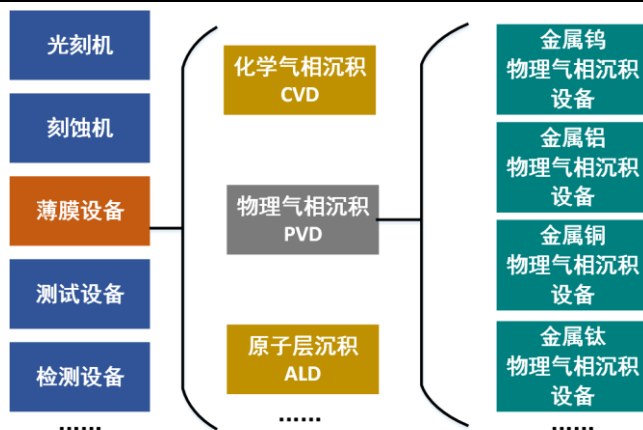 光刻机
刻蚀机
薄膜设备
测试设备
检测设备
……
化学气相沉积
CVD
物理气相沉积
PVD
原子层沉积
ALD
……
金属钨
物理气相沉积
设备
金属铝
物理气相沉积
设备
金属铜
物理气相沉积
设备
金属钛
物理气相沉积
设备
……